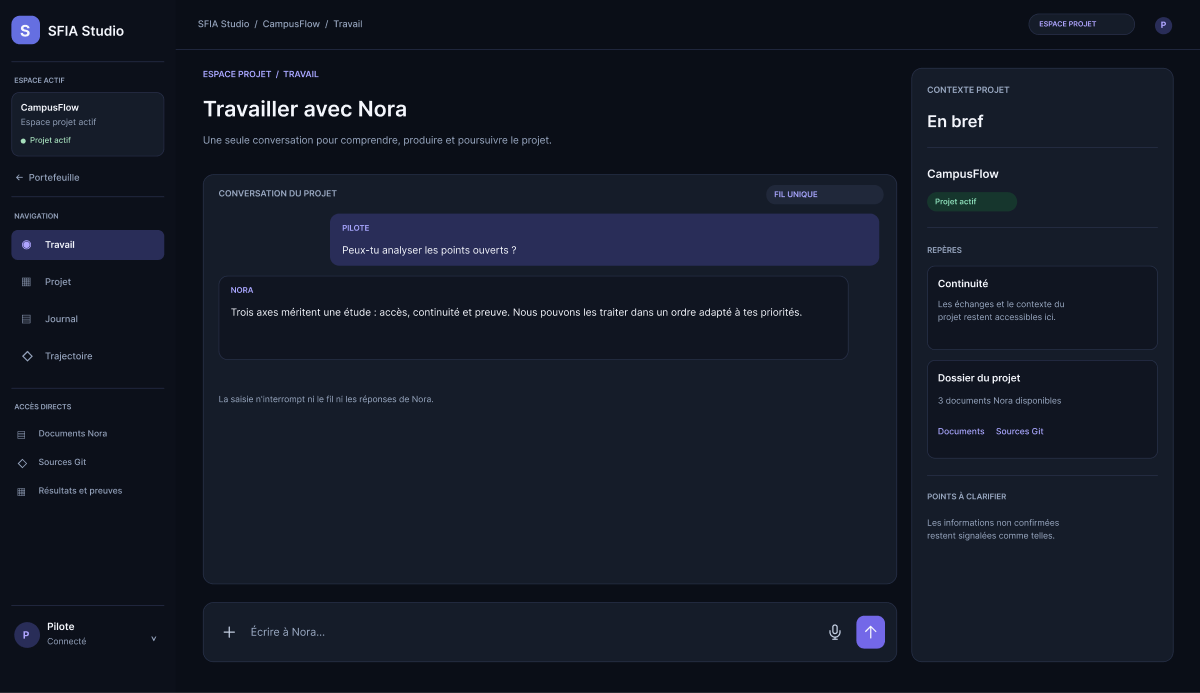 S SFIA Studio
ESPACE ACTIF
CampusFlow
Espace projet actif
Projet actif
← Portefeuille
NAVIGATION
Travail
Projet
Journal
Trajectoire
ACCÈS DIRECTS
Documents Nora
Sources Git
Résultats et preuves
P
Pilote
Connecté
SFIA Studio / CampusFlow / Travail
ESPACE PROJET
P
ESPACE PROJET / TRAVAIL
Travailler avec Nora
Une seule conversation pour comprendre, produire et poursuivre le projet.
CONVERSATION DU PROJET
FIL UNIQUE
PILOTE
Peux-tu analyser les points ouverts ?
NORA
Trois axes méritent une étude : accès, continuité et preuve. Nous pouvons les traiter dans un ordre adapté à tes priorités.
La saisie n'interrompt ni le fil ni les réponses de Nora.
Écrire à Nora...
CONTEXTE PROJET
En bref
CampusFlow
Projet actif
REPÈRES
Continuité
Les échanges et le contexte du
projet restent accessibles ici.
Dossier du projet
3 documents Nora disponibles
Documents Sources Git
POINTS À CLARIFIER
Les informations non confirmées
restent signalées comme telles.